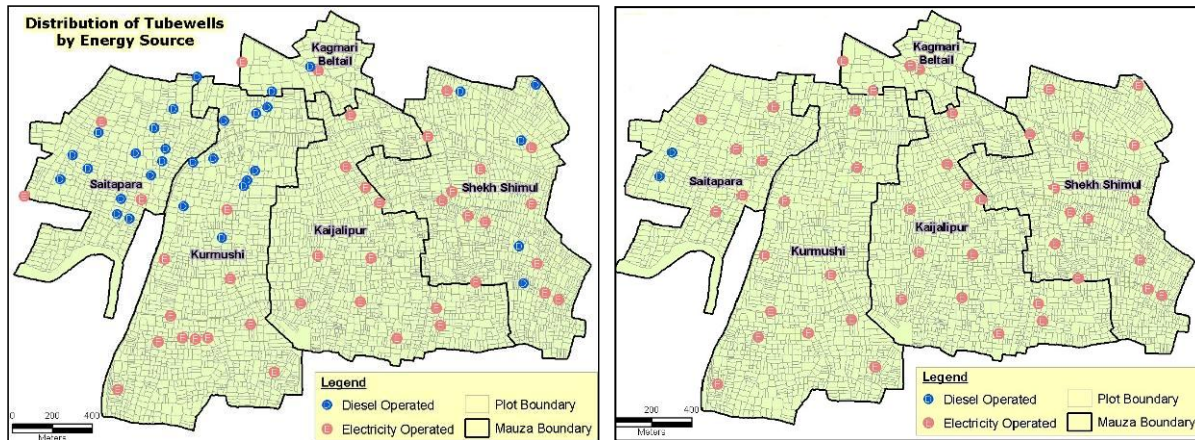 Distribution of Tubewells
by Energy Source
Kagmari
Beltail
Saitapara
Shekh Shimul
Kaijalipur
Kurmushi
Legend
Diesel Operated
Plot Boundary
Electricity Operated
Mauza Boundary
0 200 400
Meters
Kagmari
Beltail
Saitapara
Shekh Shimul
Kaijalipur
Kurmushi
Legend
Diesel Operated
Plot Boundary
Electricity Operated
Mauza Boundary
200 400
Meters